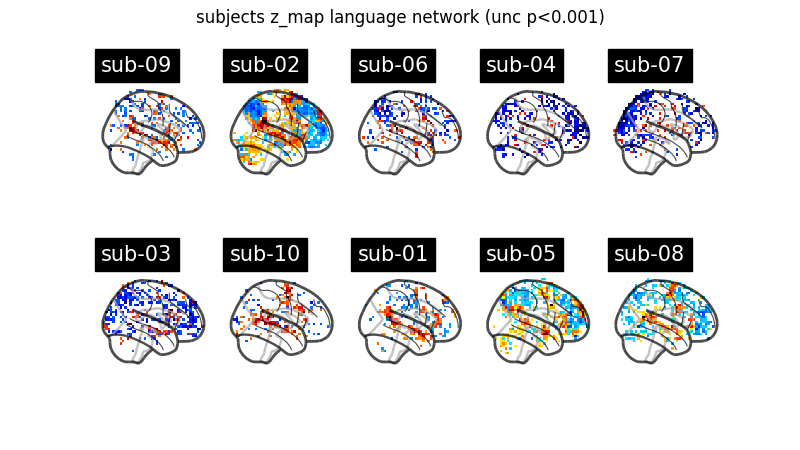 subjects z_map language network (unc p<0.001)
sub-09
sub-02
sub-06
sub-04
sub-07
sub-03
sub-10
sub-01
sub-05
sub-08